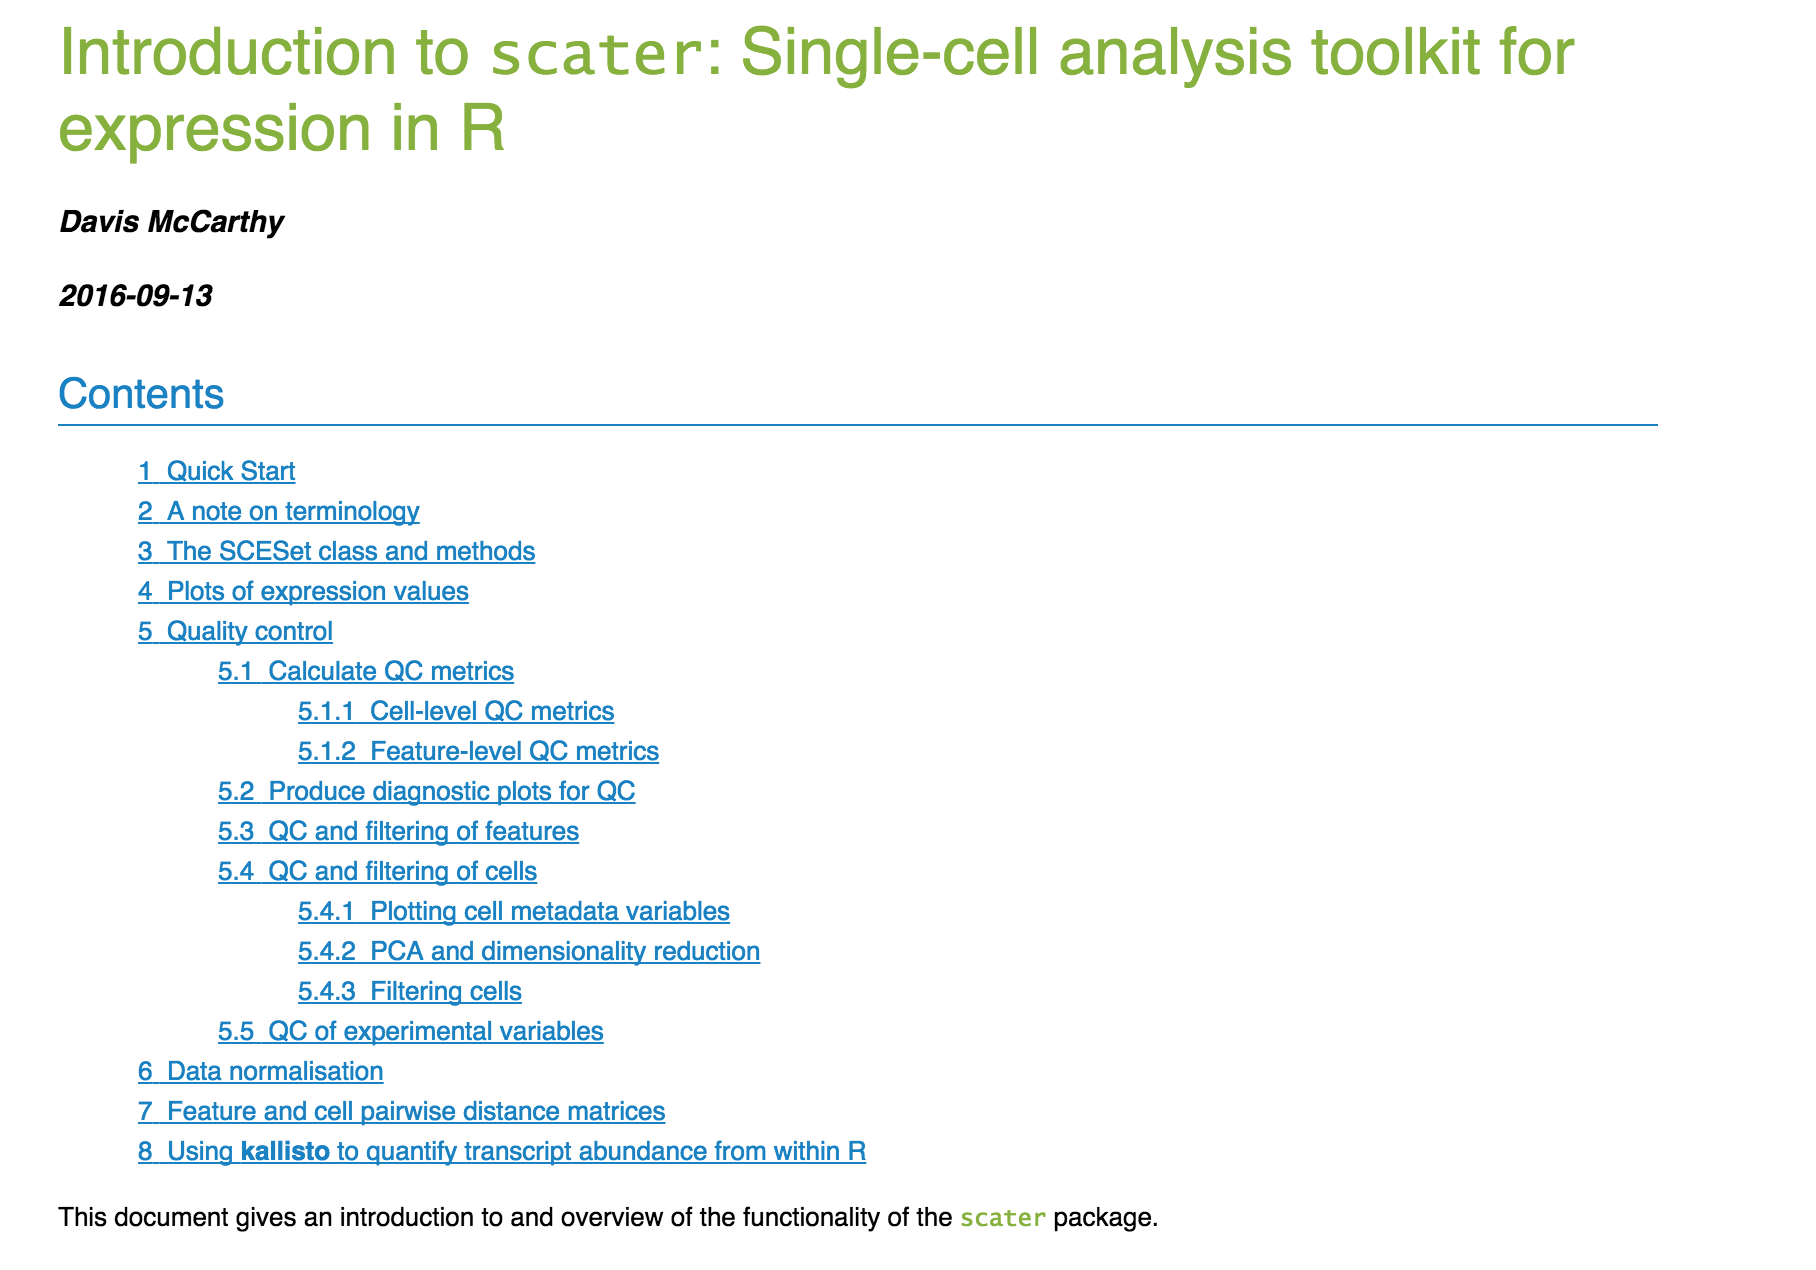 Introduction to scater: Single-cell analysis toolkit for
expression in R
Davis McCarthy
2016-09-13
Contents
1 Quick Start
2 A note on terminology
3 The SCESet class and methods
4 Plots of expression values
5 Quality control
5.1 Calculate QC metrics
5.1.1 Cell-level QC metrics
5.1.2 Feature-level QC metrics
5.2 Produce diagnostic plots for QC
5.3 QC and filtering of features
5.4 QC and filtering of cells
5.4.1 Plotting cell metadata variables
5.4.2 PCA and dimensionality reduction
5.4.3 Filtering cells
5.5 QC of experimental variables
6 Data normalisation
7 Feature and cell pairwise distance matrices
8 Using kallisto to quantify transcript abundance from within R
This document gives an introduction to and overview of the functionality of the scater package.